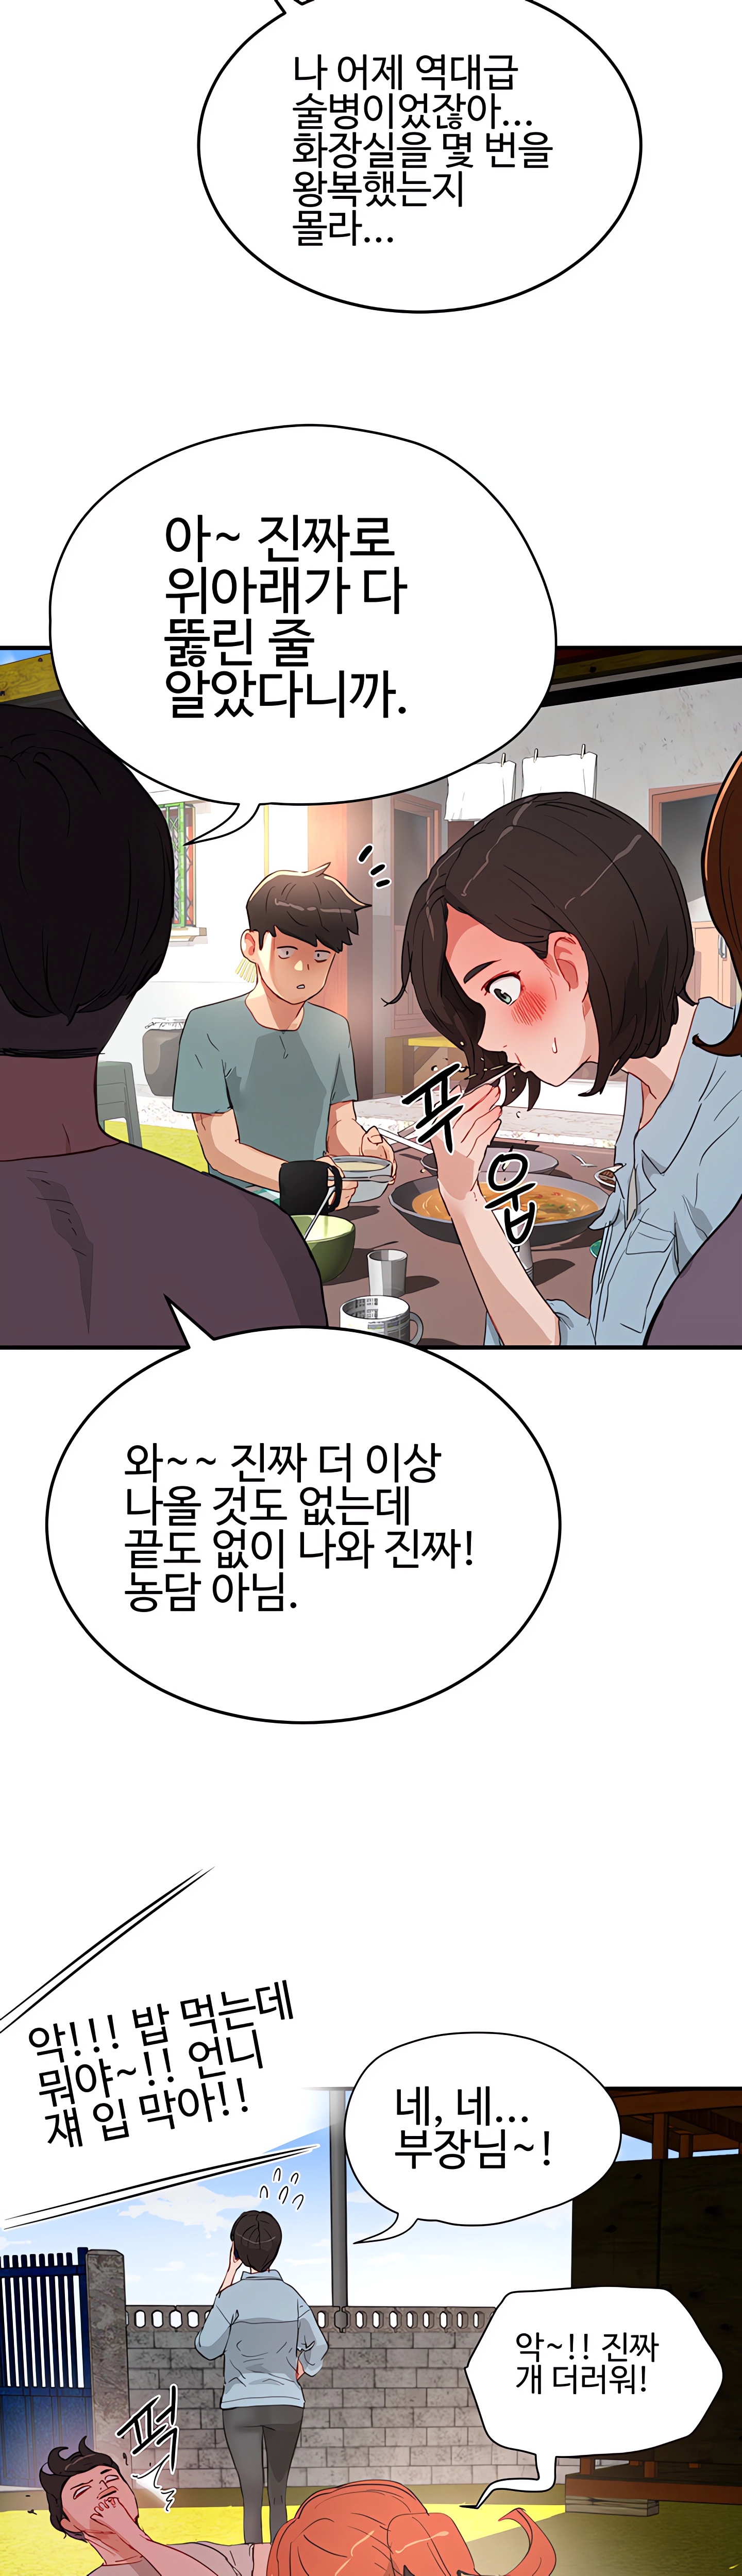 나 어제 역대급
술병이었잖아...
화장실을 몇 번을
왕복했는지
몰라...
아~ 진짜로
위아래가 다
뚫린 줄
알았다니까.
푸
웁
와~~ 진짜 더 이상
나올 것도 없는데
끝도 없이 나와 진짜!
농담 아님.
악!!! 밥 먹는데
뭐야~!! 언니
쟤 입 막아!!
네, 네...
부장님~!
악~!! 진짜
개 더러워!
퍽